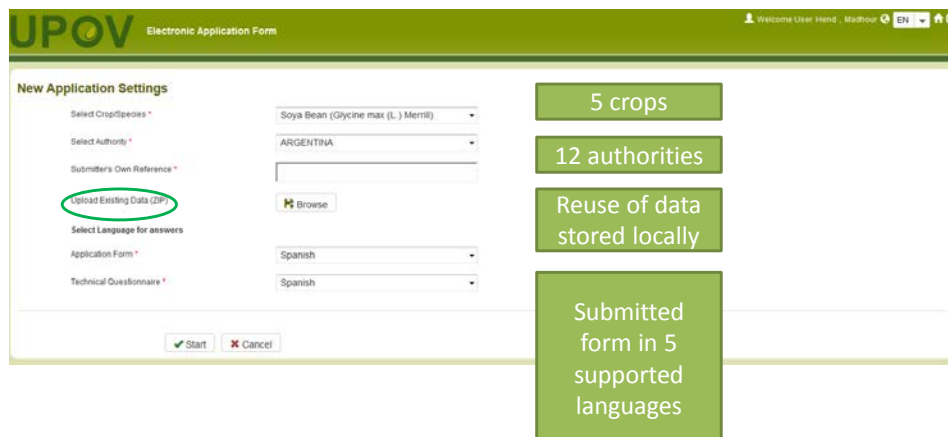 UPOV
Electronic Application Form
Welcome User Hend , Madhour EN
New Application Settings
Select Crop/Species *
Soya Bean (Glycine max (L.) Merrill)
5 crops
Select Authority *
ARGENTINA
12 authorities
Submitter's Own Reference *
Upload Existing Data (ZIP)
Browse
Reuse of data
stored locally
Select Language for answers
Application Form *
Spanish
Technical Questionnaire *
Spanish
Submitted
form in 5
supported
languages
Start
Cancel